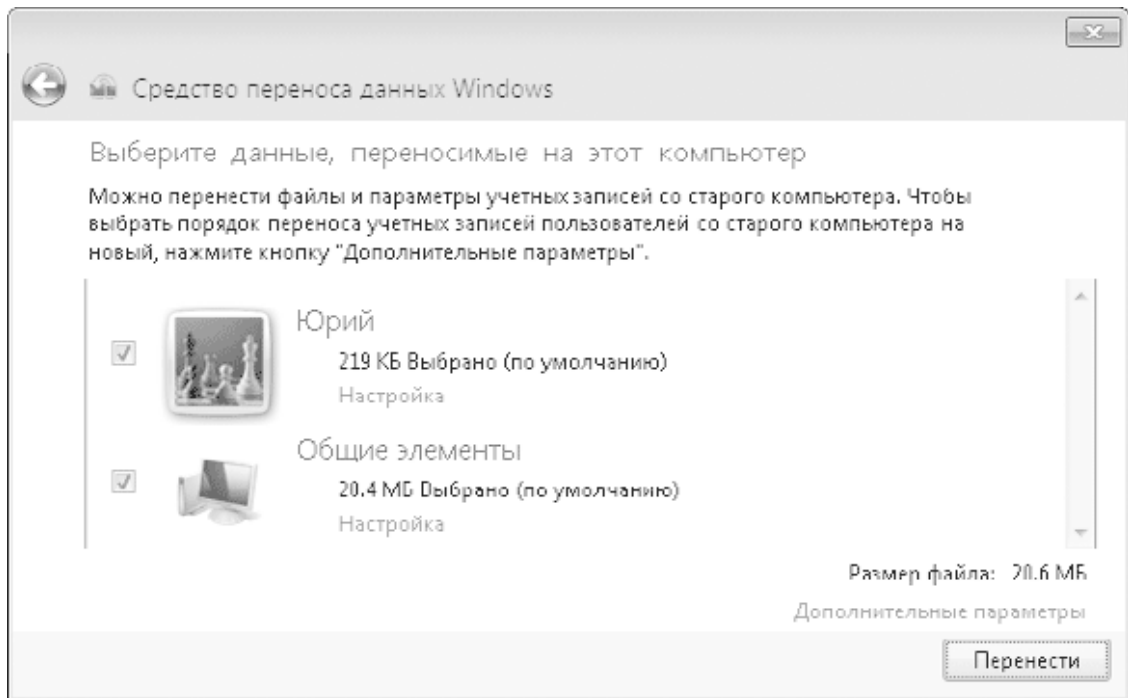 Средство переноса данных Windows
Выберите данные, переносимые на этот компьютер
Можно перенести файлы и параметры учетных записей со старого компьютера. Чтобы
выбрать порядок переноса учетных записей пользователей со старого компьютера на
новый, нажмите кнопку "Дополнительные параметры".
Юрий
219 КБ Выбрано (по умолчанию)
Настройка
Общие элементы
20.4 МБ Выбрано (по умолчанию)
Настройка
Размер файла: 20.6 МБ
Дополнительные параметры
Перенести